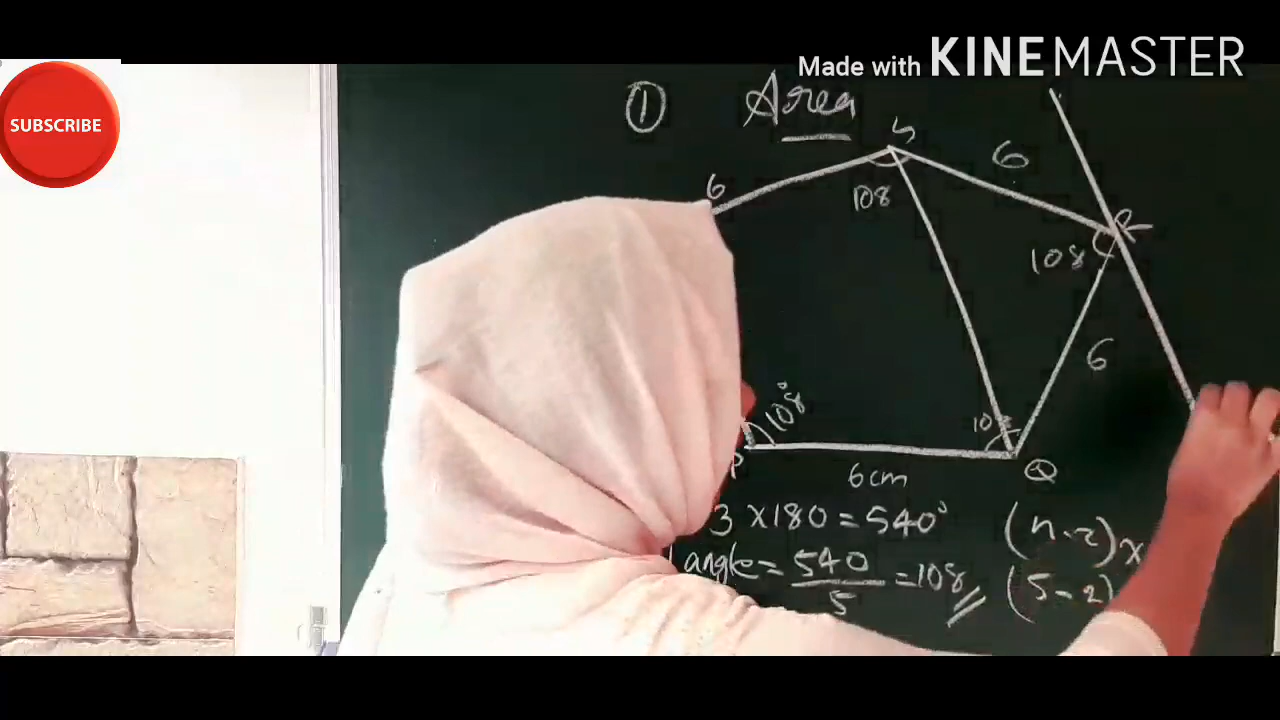 Made with KINEMASTER
SUBSCRIBE
① Area
S
6
6
108
R
108
6
108°
P
6cm
Q
3 x 180 = 540°
(n-2) x
angle = 540/5 = 108
(5-2)